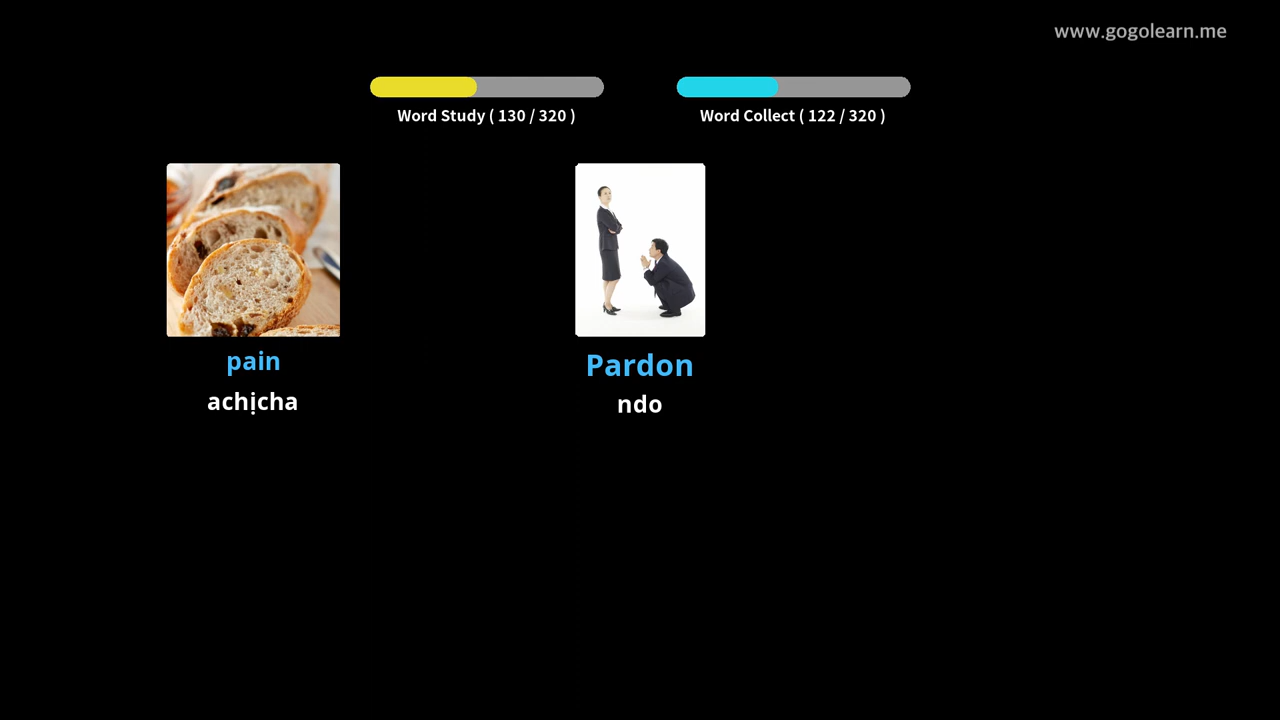 www.gogolearn.me
Word Study ( 130 / 320 )
Word Collect ( 122 / 320 )
pain
achịcha
Pardon
ndo